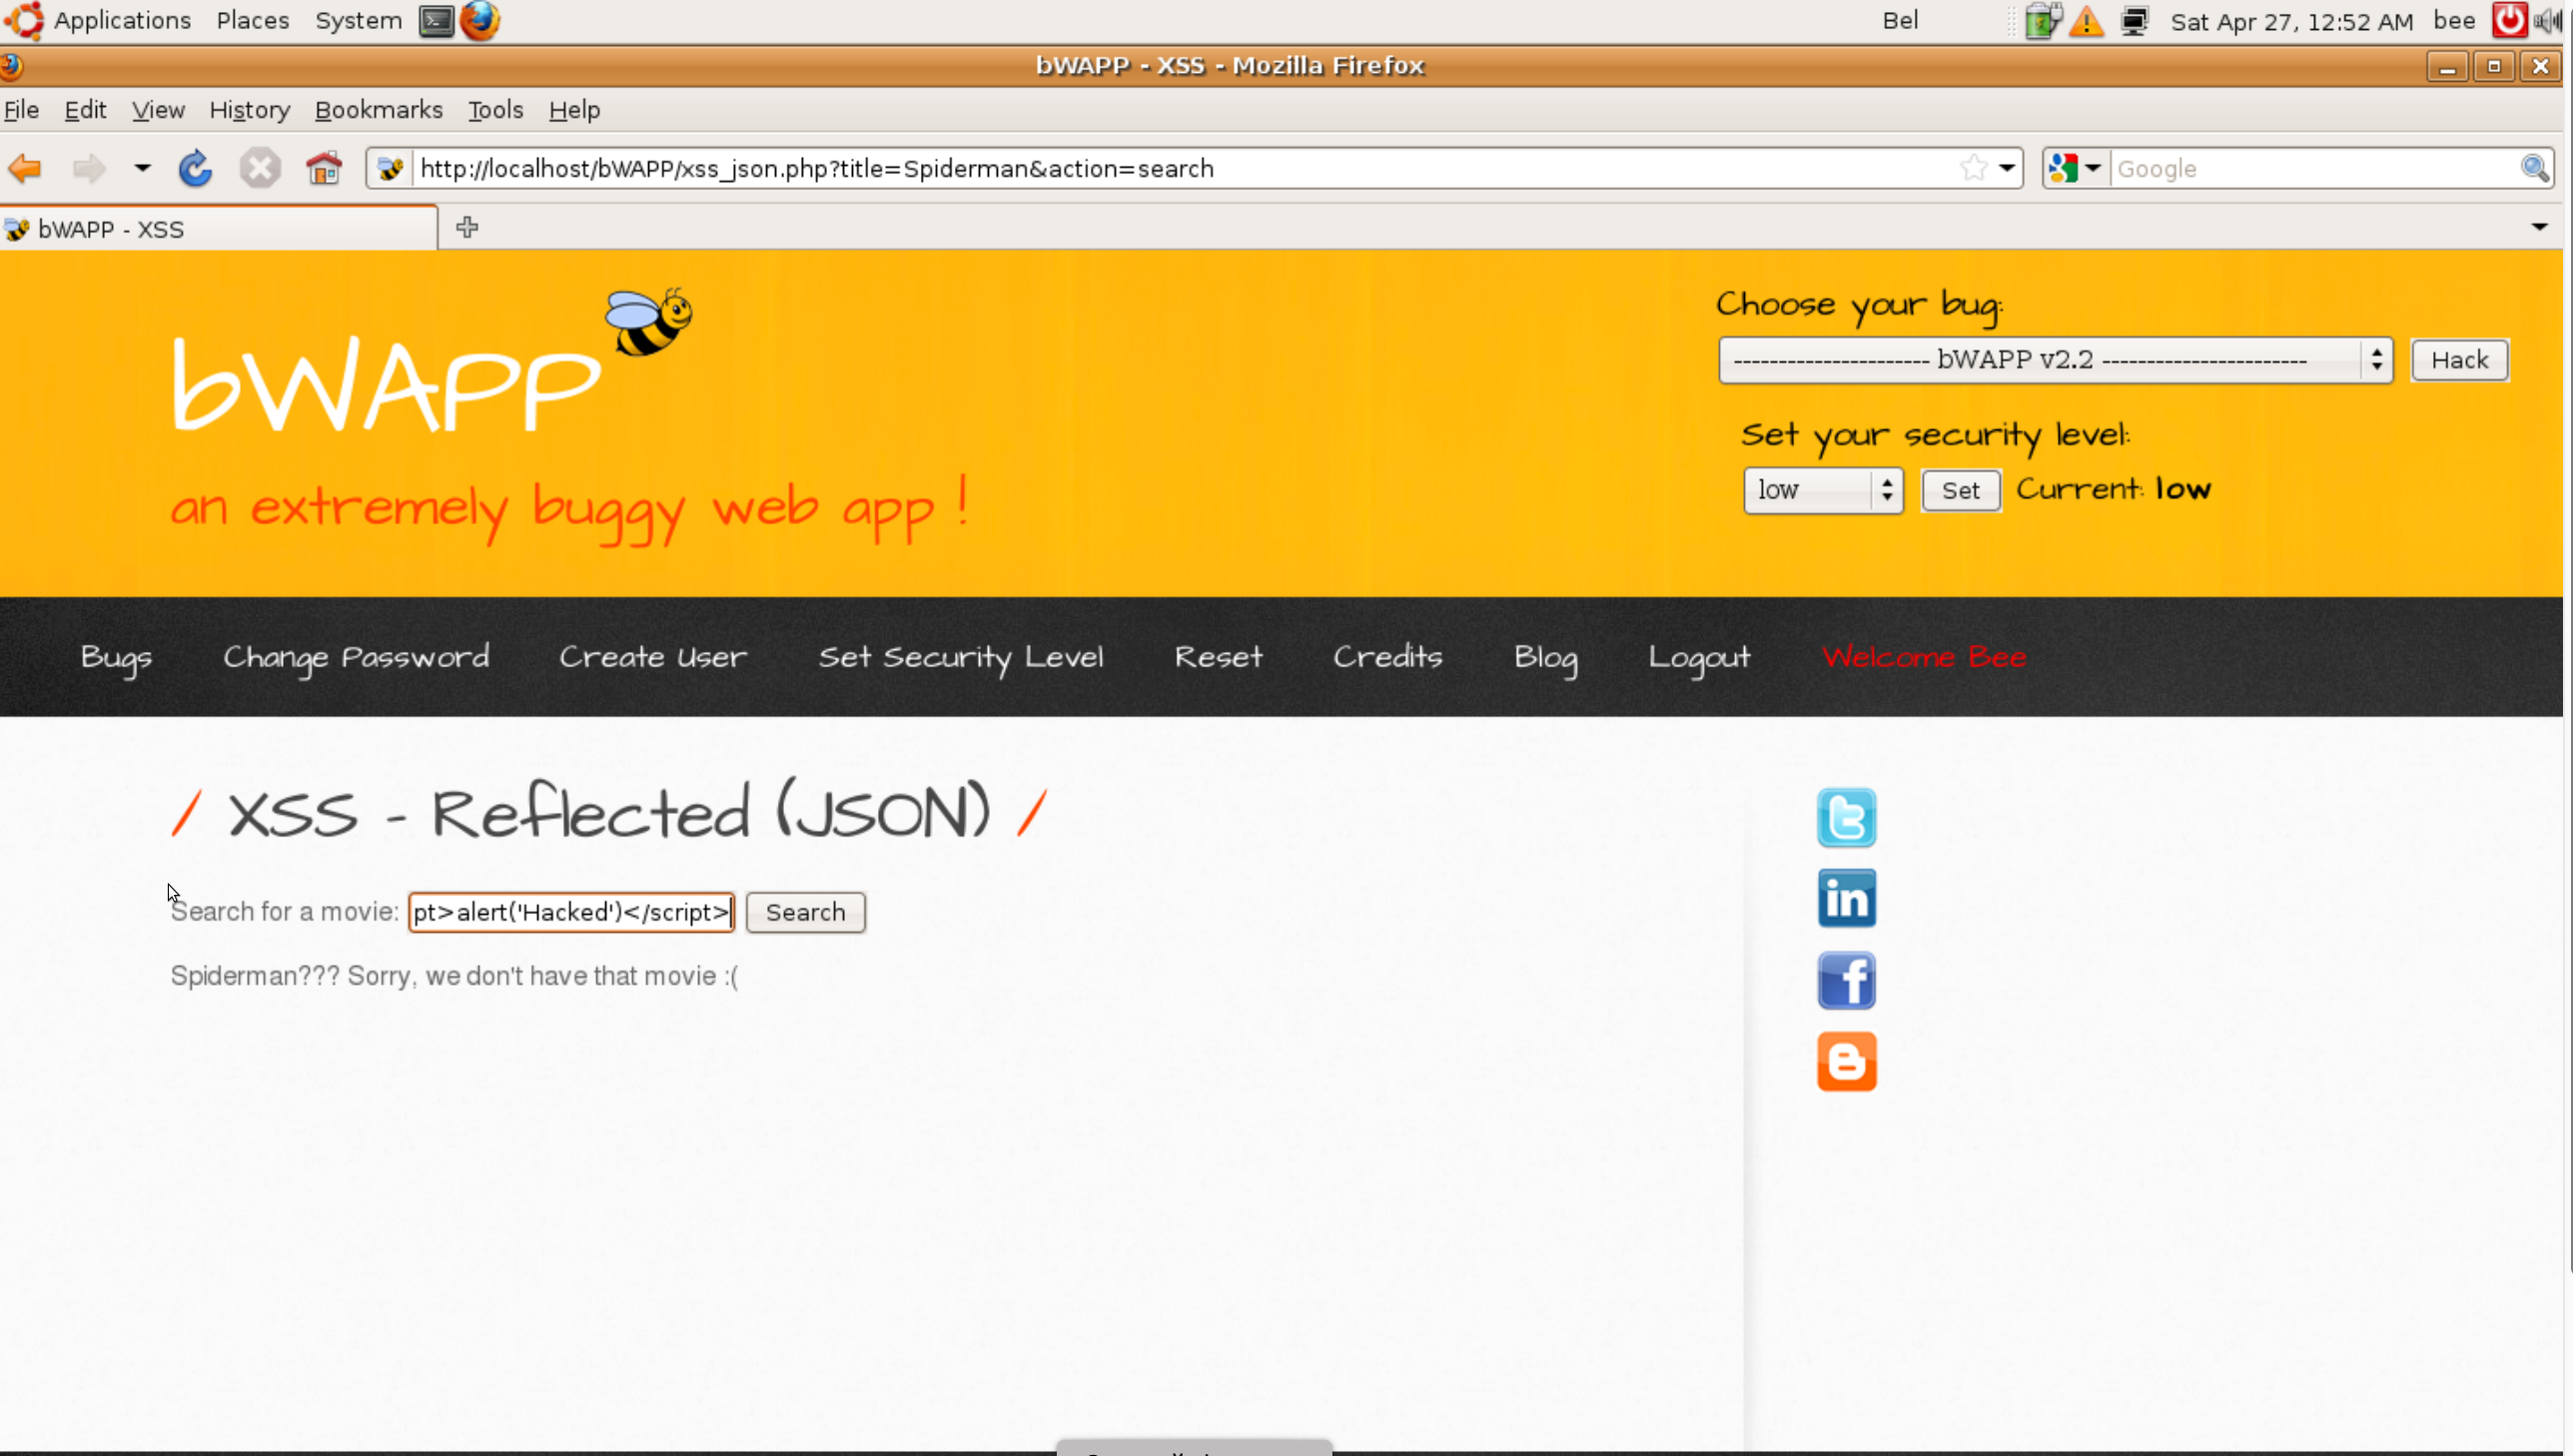 Applications Places System Bel Sat Apr 27, 12:52 AM bee
bWAPP - XSS - Mozilla Firefox
File Edit View History Bookmarks Tools Help
http://localhost/bWAPP/xss_json.php?title=Spiderman&action=search Google
bWAPP - XSS
bWAPP
an extremely buggy web app !
Choose your bug:
---------------------- bWAPP v2.2 ----------------------- Hack
Set your security level:
low Set Current: low
Bugs Change Password Create User Set Security Level Reset Credits Blog Logout Welcome Bee
/ XSS - Reflected (JSON) /
Search for a movie: pt>alert('Hacked')</script> Search
Spiderman??? Sorry, we don't have that movie :(